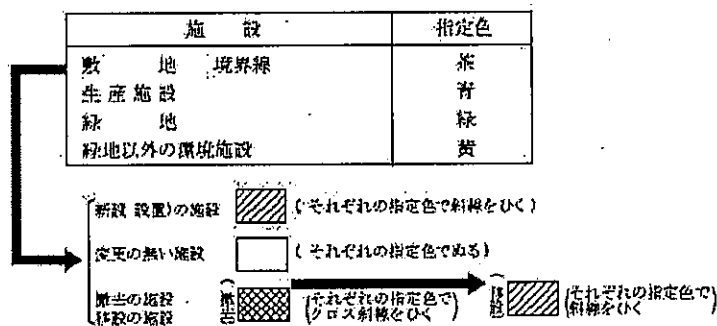 施 設 指定色
敷 地 境界線 茶
生産施設 青
緑 地 緑
緑地以外の環境施設 黄
新設(設置)の施設 (それぞれの指定色で斜線をひく)
変更の無い施設 (それぞれの指定色でぬる)
撤去の施設
移設の施設
(撤去) (それぞれの指定色でクロス斜線をひく)
(移設) (それぞれの指定色で斜線をひく)